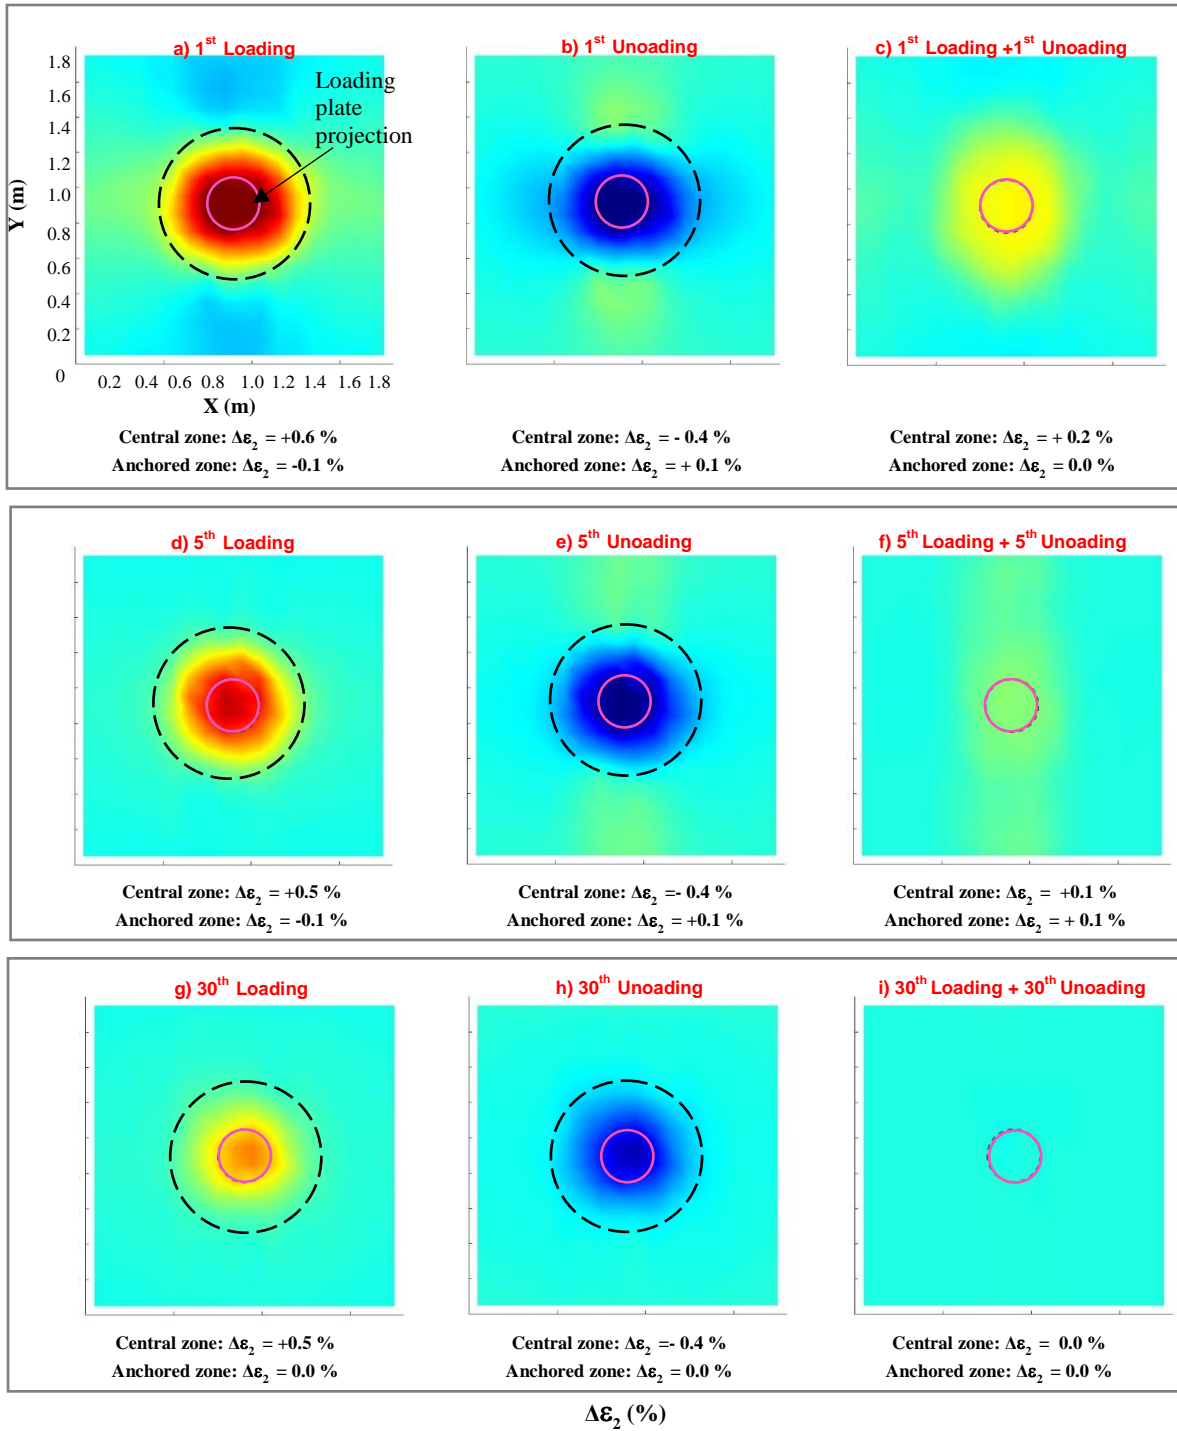 a) 1st Loading
b) 1st Unoading
c) 1st Loading +1st Unoading
Loading
plate
projection
1.8
1.6
1.4
1.2
1.0
0.8
0.6
0.4
0.2
0
Y (m)
0.2 0.4 0.6 0.8 1.0 1.2 1.6 1.8
X (m)
Central zone: Δε2 = +0.6 %
Anchored zone: Δε2 = -0.1 %
Central zone: Δε2 = - 0.4 %
Anchored zone: Δε2 = + 0.1 %
Central zone: Δε2 = + 0.2 %
Anchored zone: Δε2 = 0.0 %
d) 5th Loading
e) 5th Unoading
f) 5th Loading + 5th Unoading
Central zone: Δε2 = +0.5 %
Anchored zone: Δε2 = -0.1 %
Central zone: Δε2 =- 0.4 %
Anchored zone: Δε2 = +0.1 %
Central zone: Δε2 = +0.1 %
Anchored zone: Δε2 = + 0.1 %
g) 30th Loading
h) 30th Unoading
i) 30th Loading + 30th Unoading
Central zone: Δε2 = +0.5 %
Anchored zone: Δε2 = 0.0 %
Central zone: Δε2 =- 0.4 %
Anchored zone: Δε2 = 0.0 %
Central zone: Δε2 = 0.0 %
Anchored zone: Δε2 = 0.0 %
Δε2 (%)